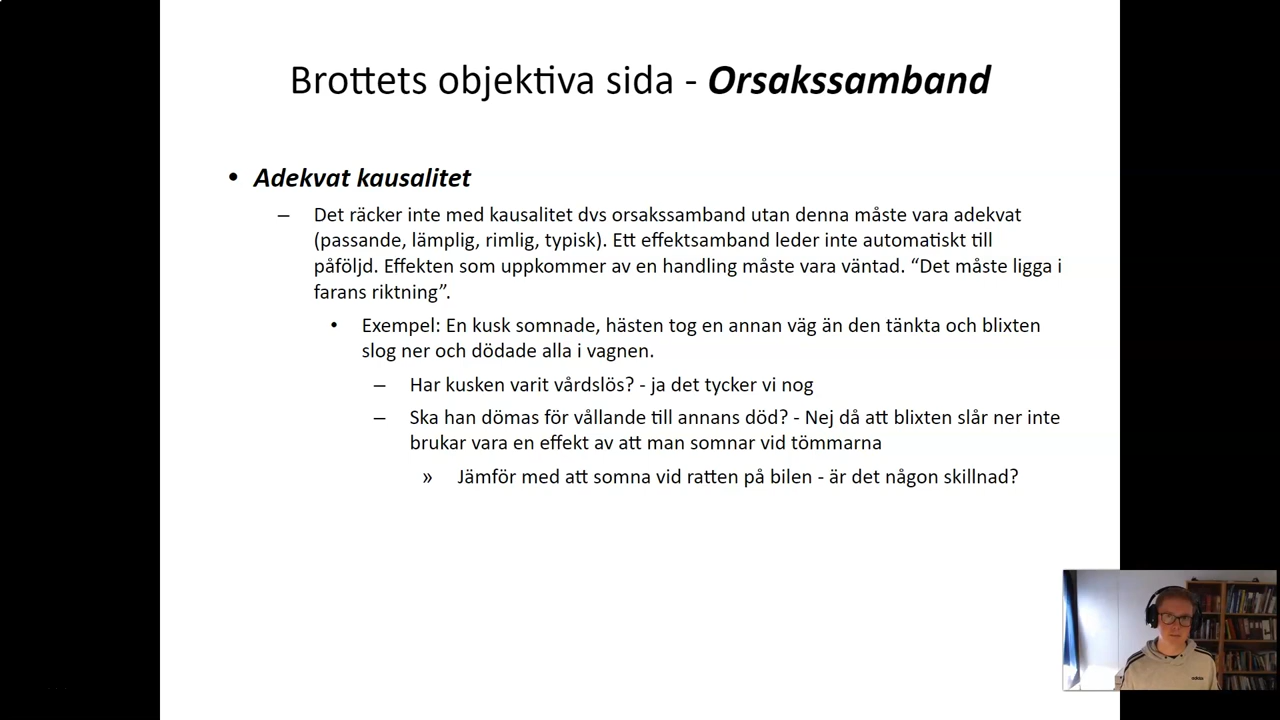 Brottets objektiva sida - Orsakssamband
• Adekvat kausalitet
– Det räcker inte med kausalitet dvs orsakssamband utan denna måste vara adekvat
(passande, lämplig, rimlig, typisk). Ett effektsamband leder inte automatiskt till
påföljd. Effekten som uppkommer av en handling måste vara väntad. “Det måste ligga i
farans riktning”.
• Exempel: En kusk somnade, hästen tog en annan väg än den tänkta och blixten
slog ner och dödade alla i vagnen.
– Har kusken varit vårdslös? - ja det tycker vi nog
– Ska han dömas för vållande till annans död? - Nej då att blixten slår ner inte
brukar vara en effekt av att man somnar vid tömmarna
» Jämför med att somna vid ratten på bilen - är det någon skillnad?